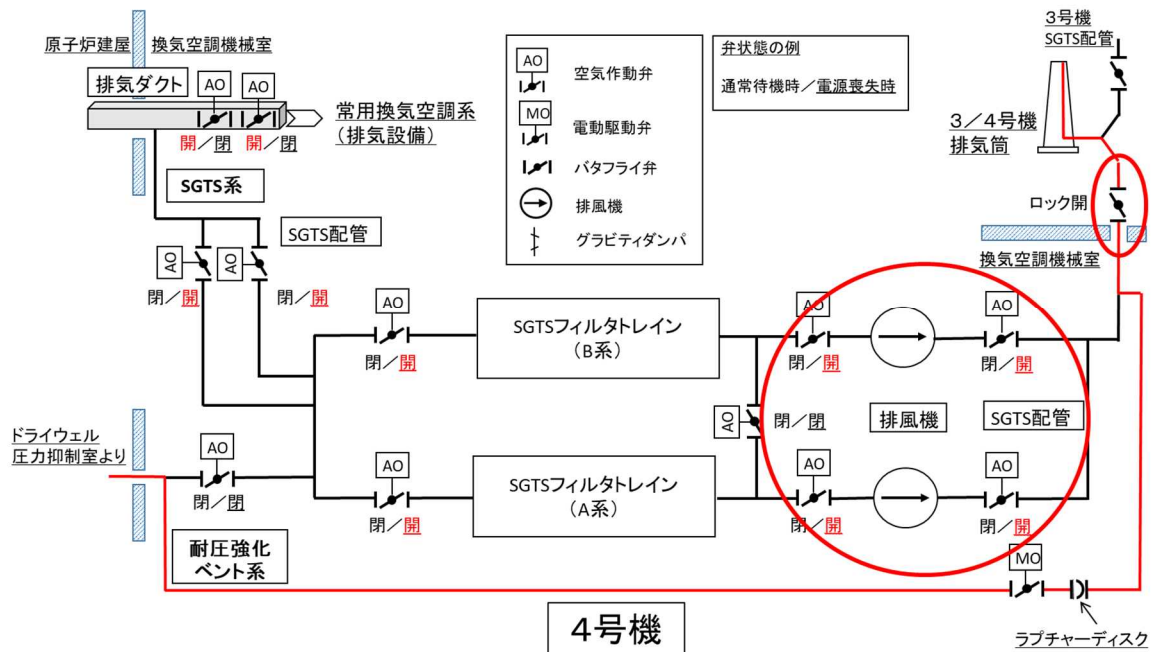 原子炉建屋
換気空調機械室
排気ダクト
AO
AO
開／閉
開／閉
常用換気空調系
(排気設備)
SGTS系
SGTS配管
AO
AO
閉／開
閉／開
AO
空気作動弁
MO
電動駆動弁
バタフライ弁
排風機
グラビティダンパ
弁状態の例
通常待機時／電源喪失時
3号機
SGTS配管
3／4号機
排気筒
ロック開
換気空調機械室
AO
閉／開
SGTSフィルタトレイン
（B系）
AO
閉／開
AO
閉／開
AO
閉／閉
排風機
SGTS配管
ドライウェル
圧力抑制室より
AO
閉／閉
AO
閉／開
SGTSフィルタトレイン
（A系）
AO
閉／開
AO
閉／開
耐圧強化
ベント系
MO
ラプチャーディスク
4号機